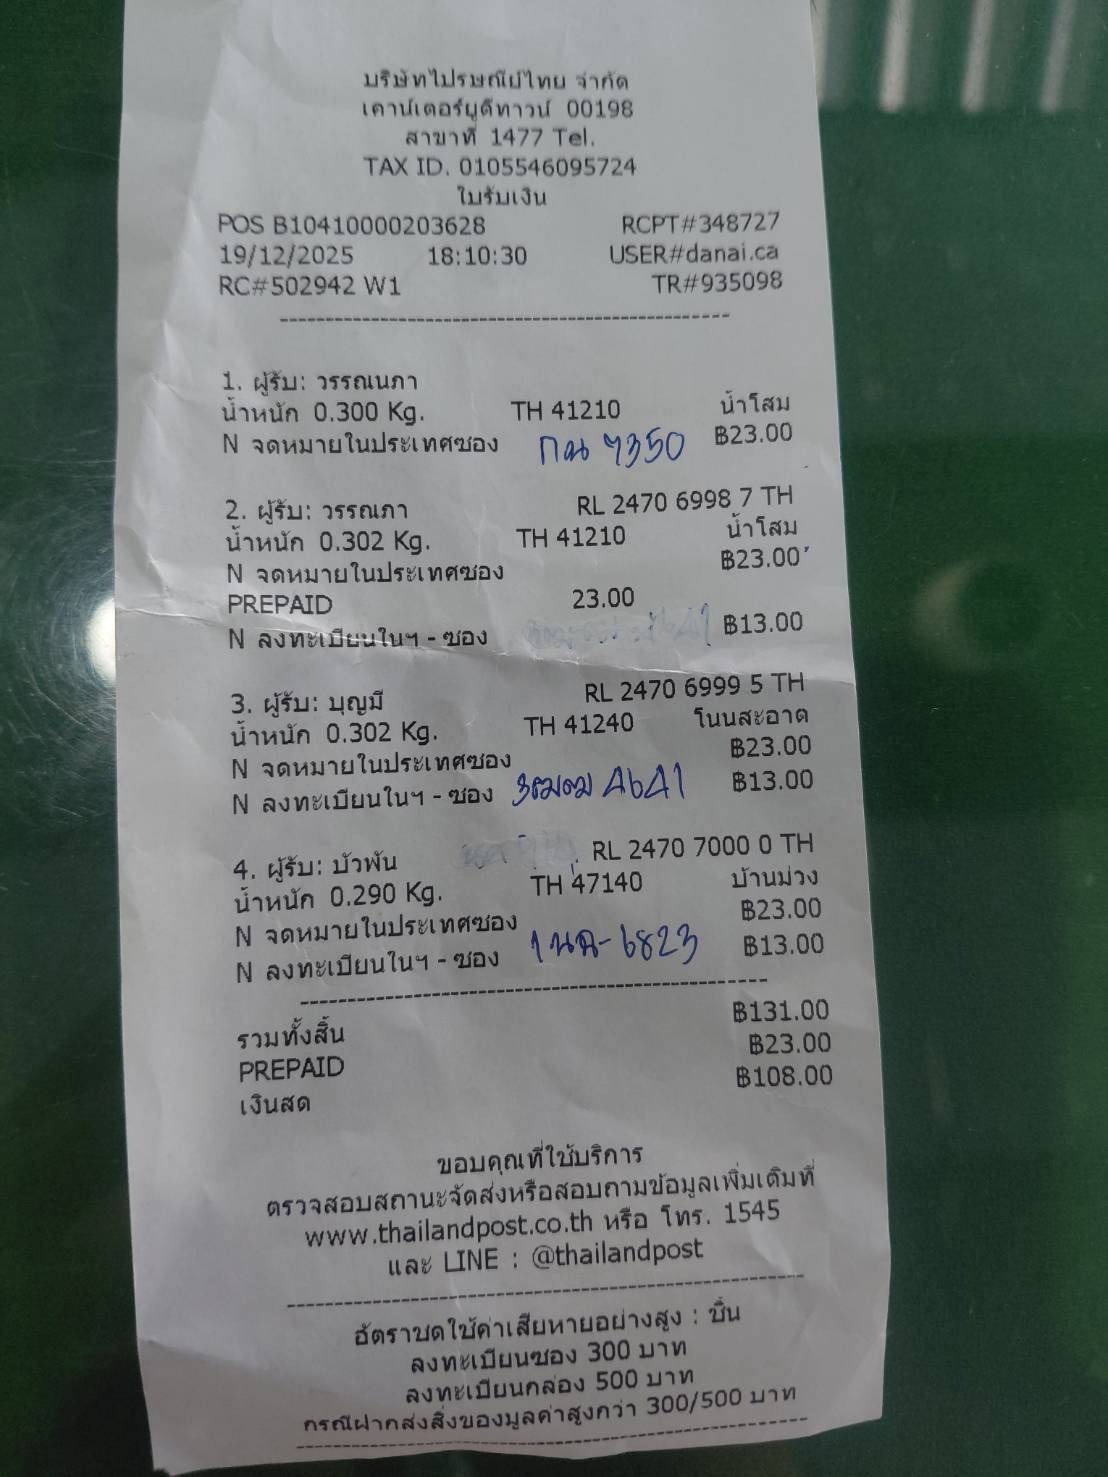 บริษัทไปรษณีย์ไทย จำกัด
เคาน์เตอร์ยูดีทาวน์ 00198
สาขาที่ 1477 Tel.
TAX ID. 0105546095724
ใบรับเงิน
POS B10410000203628 RCPT#348727
19/12/2025 18:10:30 USER#danai.ca
RC#502942 W1 TR#935098
1. ผู้รับ: วรรณนภา
น้ำหนัก 0.300 Kg. TH 41210 น้ำโสม
N จดหมายในประเทศซอง กน 7350 ฿23.00
2. ผู้รับ: วรรณภา RL 2470 6998 7 TH
น้ำหนัก 0.302 Kg. TH 41210 น้ำโสม
N จดหมายในประเทศซอง ฿23.00
PREPAID 23.00
N ลงทะเบียนในฯ - ซอง ฿13.00
3. ผู้รับ: บุญมี RL 2470 6999 5 TH
น้ำหนัก 0.302 Kg. TH 41240 โนนสะอาด
N จดหมายในประเทศซอง ฿23.00
N ลงทะเบียนในฯ - ซอง 4641 ฿13.00
4. ผู้รับ: บัวพัน RL 2470 7000 0 TH
น้ำหนัก 0.290 Kg. TH 47140 บ้านม่วง
N จดหมายในประเทศซอง ฿23.00
N ลงทะเบียนในฯ - ซอง 1นฉ-6823 ฿13.00
รวมทั้งสิ้น ฿131.00
PREPAID ฿23.00
เงินสด ฿108.00
ขอบคุณที่ใช้บริการ
ตรวจสอบสถานะจัดส่งหรือสอบถามข้อมูลเพิ่มเติมที่
www.thailandpost.co.th หรือ โทร. 1545
และ LINE : @thailandpost
อัตราชดใช้ค่าเสียหายอย่างสูง : ชิ้น
ลงทะเบียนซอง 300 บาท
ลงทะเบียนกล่อง 500 บาท
กรณีฝากส่งสิ่งของมูลค่าสูงกว่า 300/500 บาท